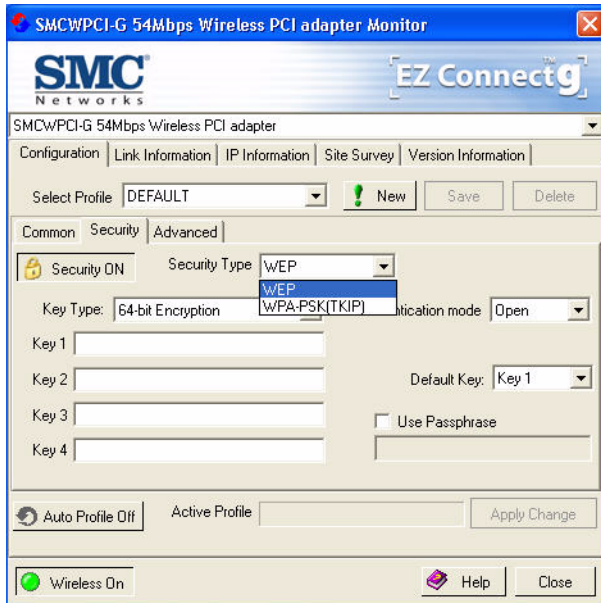 SMCWPCI-G 54Mbps Wireless PCI adapter Monitor
SMC®
Networks
EZ Connect™ g
SMCWPCI-G 54Mbps Wireless PCI adapter
Configuration Link Information IP Information Site Survey Version Information
Select Profile DEFAULT New Save Delete
Common Security Advanced
Security ON Security Type WEP
WEP
WPA-PSK(TKIP)
Key Type: 64-bit Encryption ntication mode Open
Key 1
Key 2 Default Key: Key 1
Key 3 Use Passphrase
Key 4
Auto Profile Off Active Profile Apply Change
Wireless On Help Close